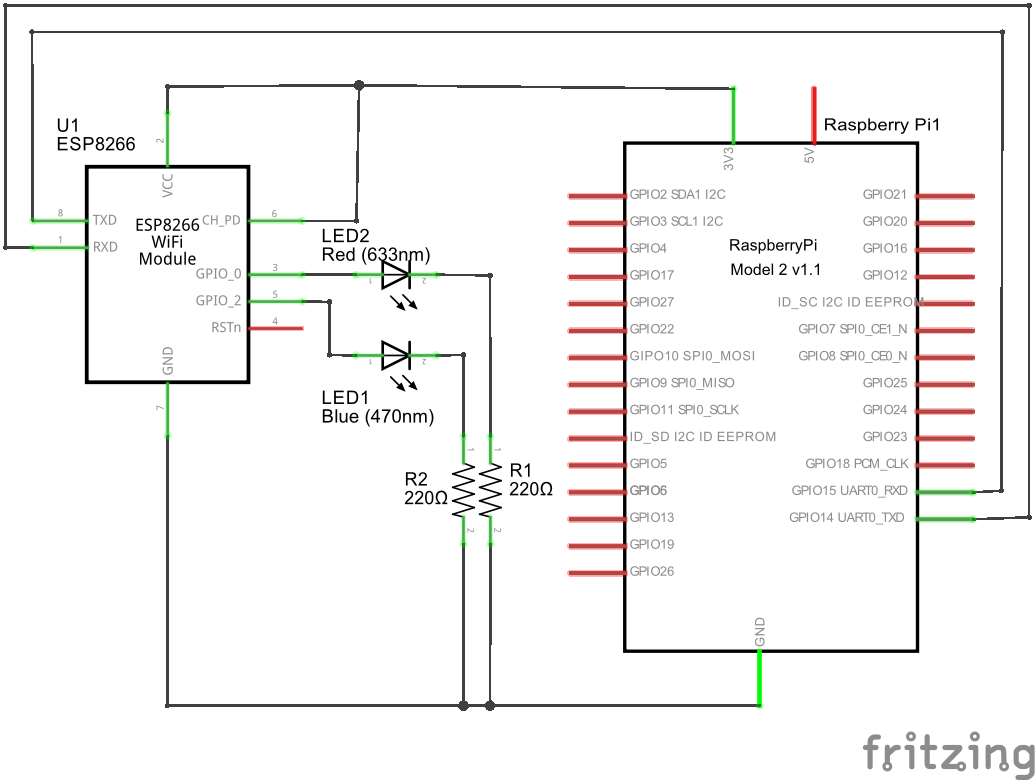 U1
ESP8266
2
VCC
8
TXD
1
RXD
ESP8266
WiFi
Module
CH_PD
6
GPIO_0
3
GPIO_2
5
RSTn
4
GND
7
LED2
Red (633nm)
1
2
1
2
LED1
Blue (470nm)
R2
220Ω
1
2
R1
220Ω
1
2
Raspberry Pi1
3V3
5V
RaspberryPi
Model 2 v1.1
GPIO2 SDA1 I2C
GPIO3 SCL1 I2C
GPIO4
GPIO17
GPIO27
GPIO22
GIPO10 SPI0_MOSI
GPIO9 SPI0_MISO
GPIO11 SPI0_SCLK
ID_SD I2C ID EEPROM
GPIO5
GPIO6
GPIO13
GPIO19
GPIO26
GPIO21
GPIO20
GPIO16
GPIO12
ID_SC I2C ID EEPROM
GPIO7 SPI0_CE1_N
GPIO8 SPI0_CE0_N
GPIO25
GPIO24
GPIO23
GPIO18 PCM_CLK
GPIO15 UART0_RXD
GPIO14 UART0_TXD
GND
fritzing